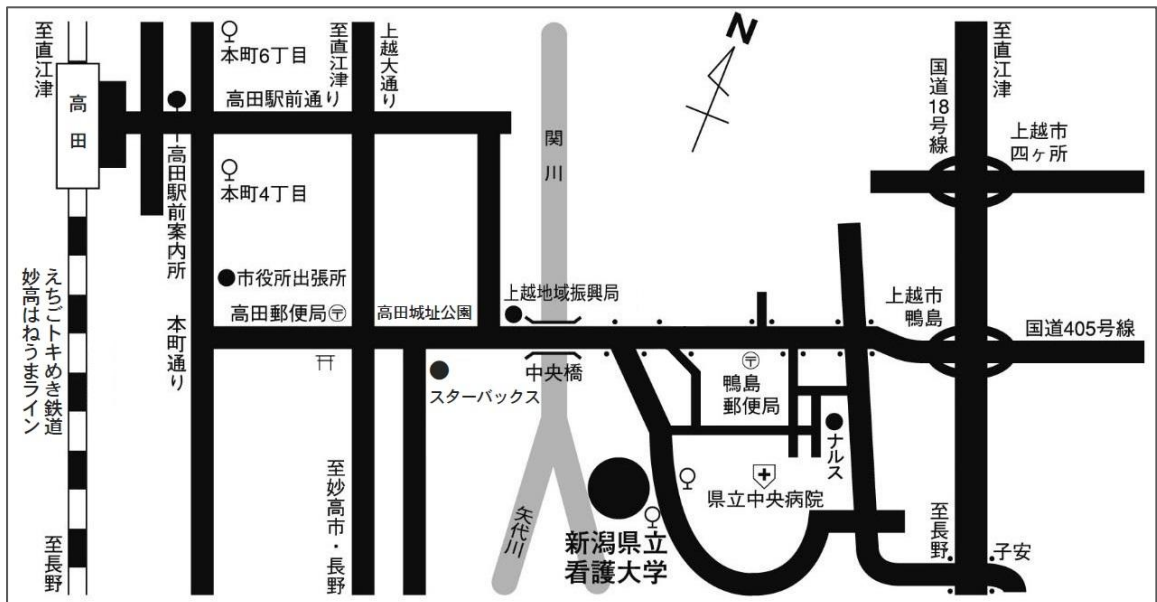 至直江津
高田
本町6丁目
至直江津
上越大通り
高田駅前通り
高田駅前案内所
本町4丁目
関川
N
国道18号線
至直江津
上越市
四ヶ所
えちごトキめき鉄道
妙高はねうまライン
本町通り
市役所出張所
高田郵便局〒
高田城址公園
上越地域振興局
上越市
鴨島
国道405号線
スターバックス
中央橋
〒
鴨島
郵便局
ナルス
至妙高市・長野
矢代川
県立中央病院
新潟県立
看護大学
至長野
至長野
子安